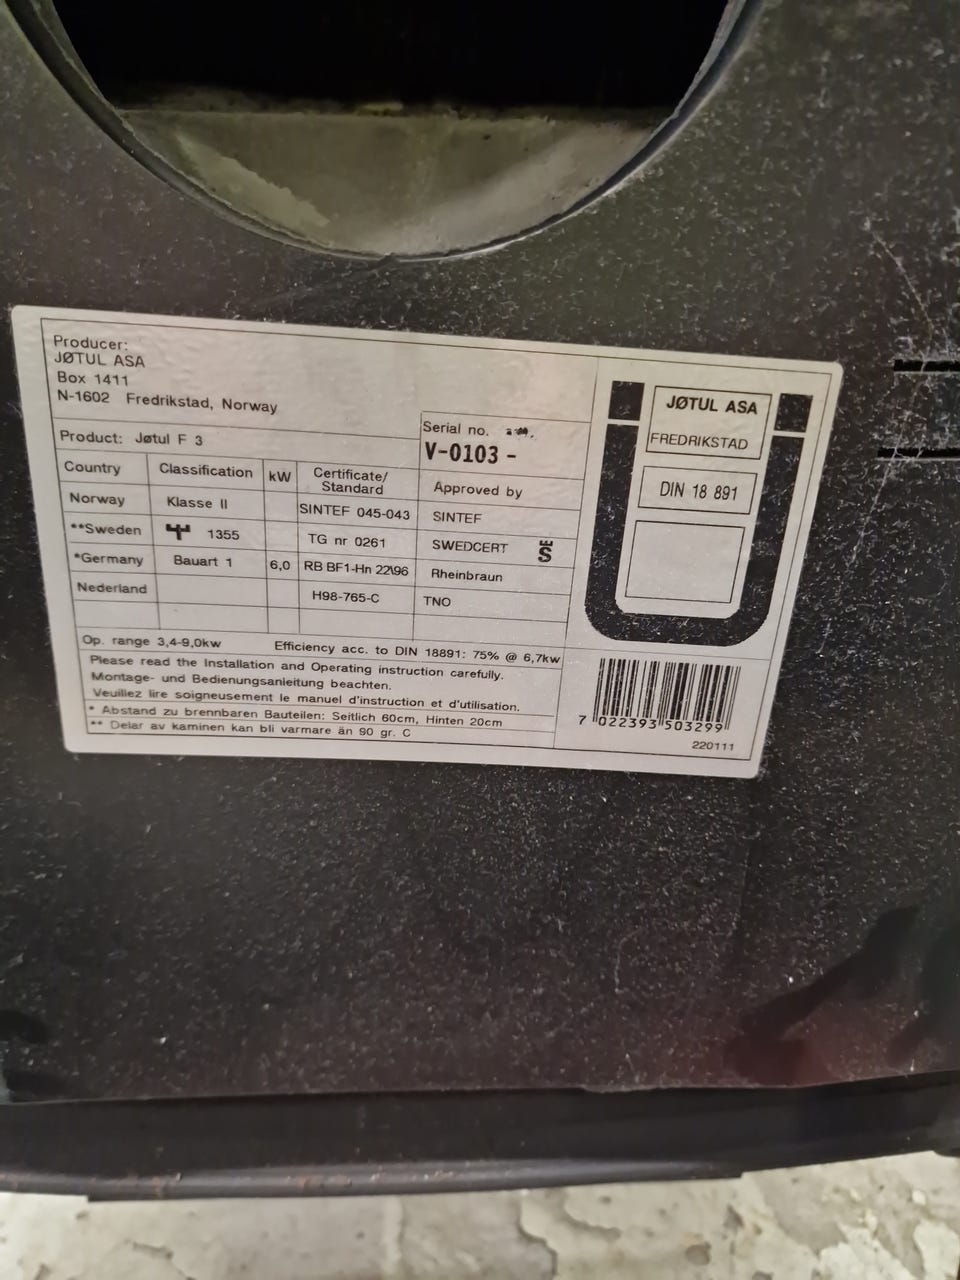 Producer:
JØTUL ASA
Box 1411
N-1602 Fredrikstad, Norway
Product: Jøtul F 3
Serial no.
V-0103 -
Country Classification kW Certificate/ Standard Approved by
Norway Klasse II SINTEF 045-043 SINTEF
**Sweden 1355 TG nr 0261 SWEDCERT S
*Germany Bauart 1 6,0 RB BF1-Hn 22\96 Rheinbraun
Nederland H98-765-C TNO
Op. range 3,4-9,0kw Efficiency acc. to DIN 18891: 75% @ 6,7kw
Please read the Installation and Operating instruction carefully.
Montage- und Bedienungsanleitung beachten.
Veuillez lire soigneusement le manuel d'instruction et d'utilisation.
* Abstand zu brennbaren Bauteilen: Seitlich 60cm, Hinten 20cm
** Delar av kaminen kan bli varmare än 90 gr. C
JØTUL ASA
FREDRIKSTAD
DIN 18 891
7 022393 503299
220111